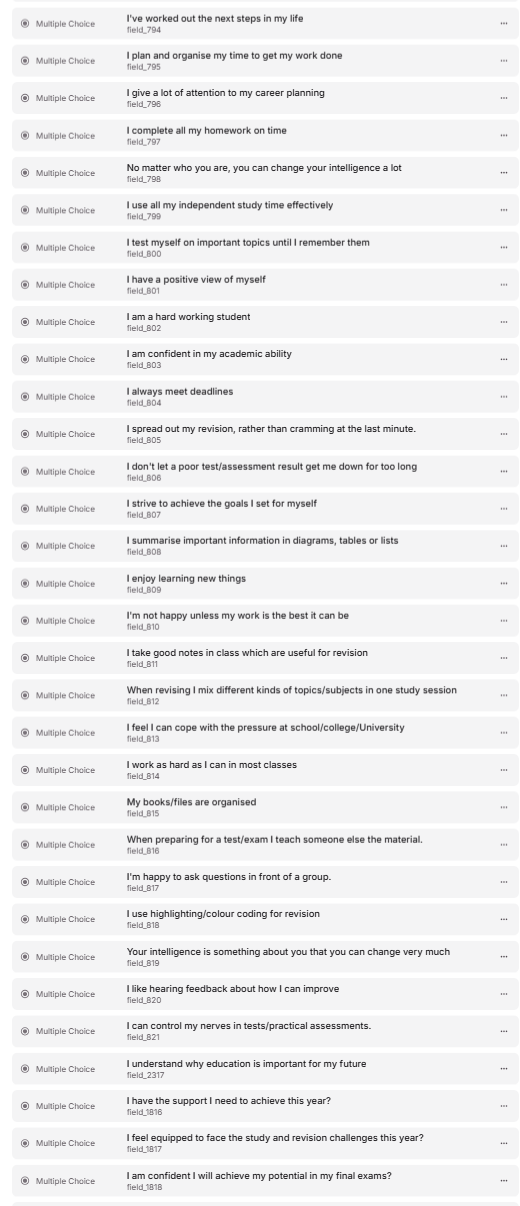 Multiple Choice I've worked out the next steps in my life ...
field_794
Multiple Choice I plan and organise my time to get my work done ...
field_795
Multiple Choice I give a lot of attention to my career planning ...
field_796
Multiple Choice I complete all my homework on time ...
field_797
Multiple Choice No matter who you are, you can change your intelligence a lot ...
field_798
Multiple Choice I use all my independent study time effectively ...
field_799
Multiple Choice I test myself on important topics until I remember them ...
field_800
Multiple Choice I have a positive view of myself ...
field_801
Multiple Choice I am a hard working student ...
field_802
Multiple Choice I am confident in my academic ability ...
field_803
Multiple Choice I always meet deadlines ...
field_804
Multiple Choice I spread out my revision, rather than cramming at the last minute. ...
field_805
Multiple Choice I don't let a poor test/assessment result get me down for too long ...
field_806
Multiple Choice I strive to achieve the goals I set for myself ...
field_807
Multiple Choice I summarise important information in diagrams, tables or lists ...
field_808
Multiple Choice I enjoy learning new things ...
field_809
Multiple Choice I'm not happy unless my work is the best it can be ...
field_810
Multiple Choice I take good notes in class which are useful for revision ...
field_811
Multiple Choice When revising I mix different kinds of topics/subjects in one study session ...
field_812
Multiple Choice I feel I can cope with the pressure at school/college/University ...
field_813
Multiple Choice I work as hard as I can in most classes ...
field_814
Multiple Choice My books/files are organised ...
field_815
Multiple Choice When preparing for a test/exam I teach someone else the material. ...
field_816
Multiple Choice I'm happy to ask questions in front of a group. ...
field_817
Multiple Choice I use highlighting/colour coding for revision ...
field_818
Multiple Choice Your intelligence is something about you that you can change very much ...
field_819
Multiple Choice I like hearing feedback about how I can improve ...
field_820
Multiple Choice I can control my nerves in tests/practical assessments. ...
field_821
Multiple Choice I understand why education is important for my future ...
field_2317
Multiple Choice I have the support I need to achieve this year? ...
field_1816
Multiple Choice I feel equipped to face the study and revision challenges this year? ...
field_1817
Multiple Choice I am confident I will achieve my potential in my final exams? ...
field_1818